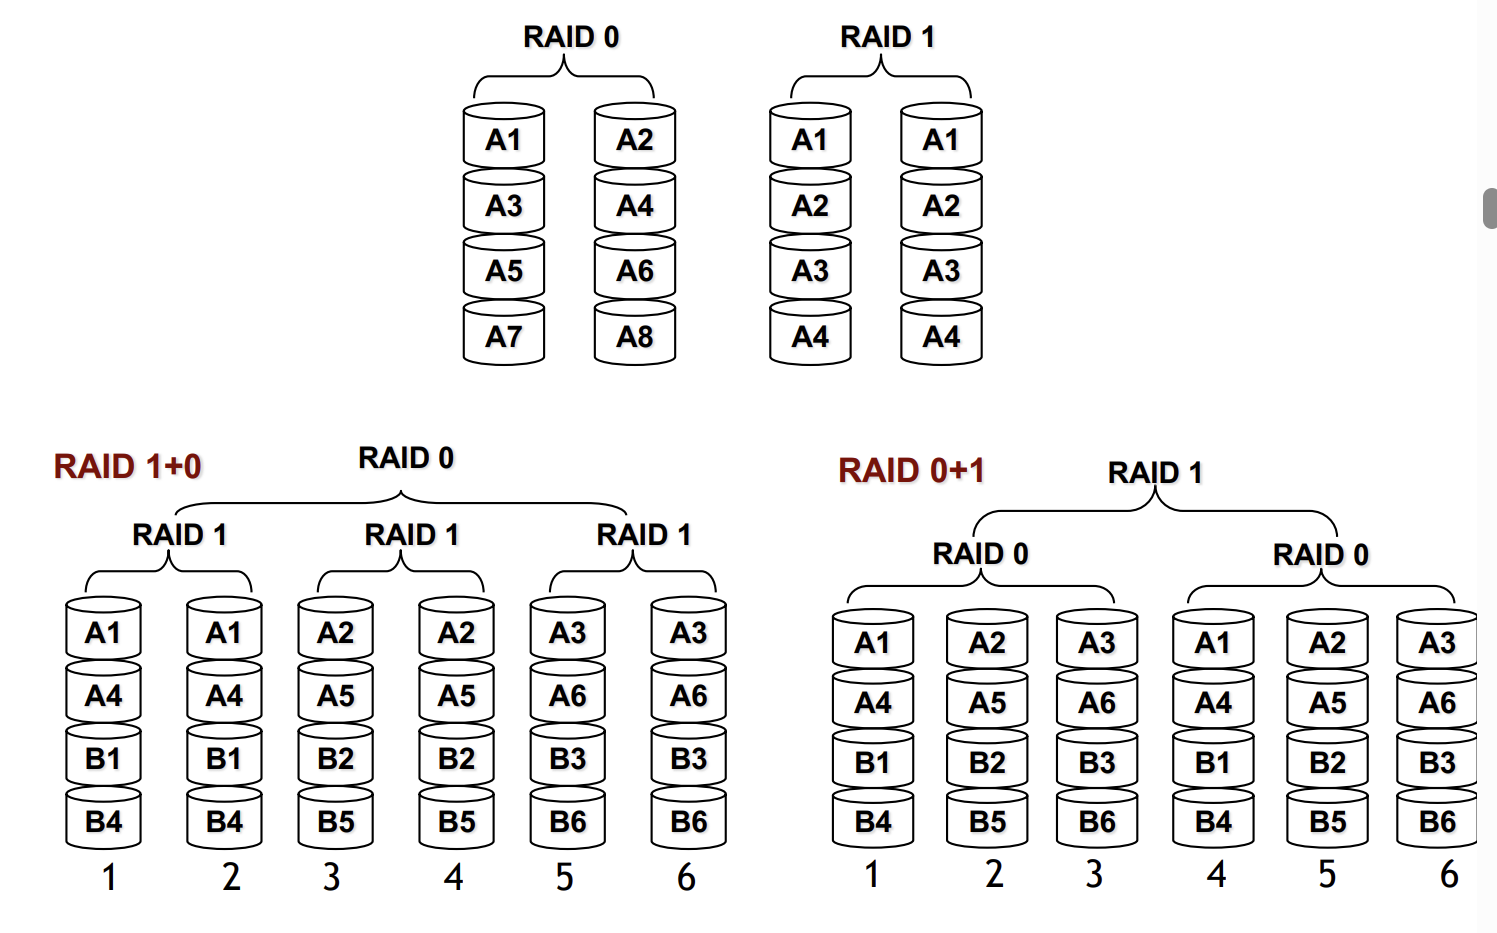 RAID 0 RAID 1
A1 A2 A1 A1
A3 A4 A2 A2
A5 A6 A3 A3
A7 A8 A4 A4
RAID 1+0
RAID 0
RAID 1 RAID 1 RAID 1
A1 A1 A2 A2 A3 A3
A4 A4 A5 A5 A6 A6
B1 B1 B2 B2 B3 B3
B4 B4 B5 B5 B6 B6
1 2 3 4 5 6
RAID 0+1
RAID 1
RAID 0 RAID 0
A1 A2 A3 A1 A2 A3
A4 A5 A6 A4 A5 A6
B1 B2 B3 B1 B2 B3
B4 B5 B6 B4 B5 B6
1 2 3 4 5 6